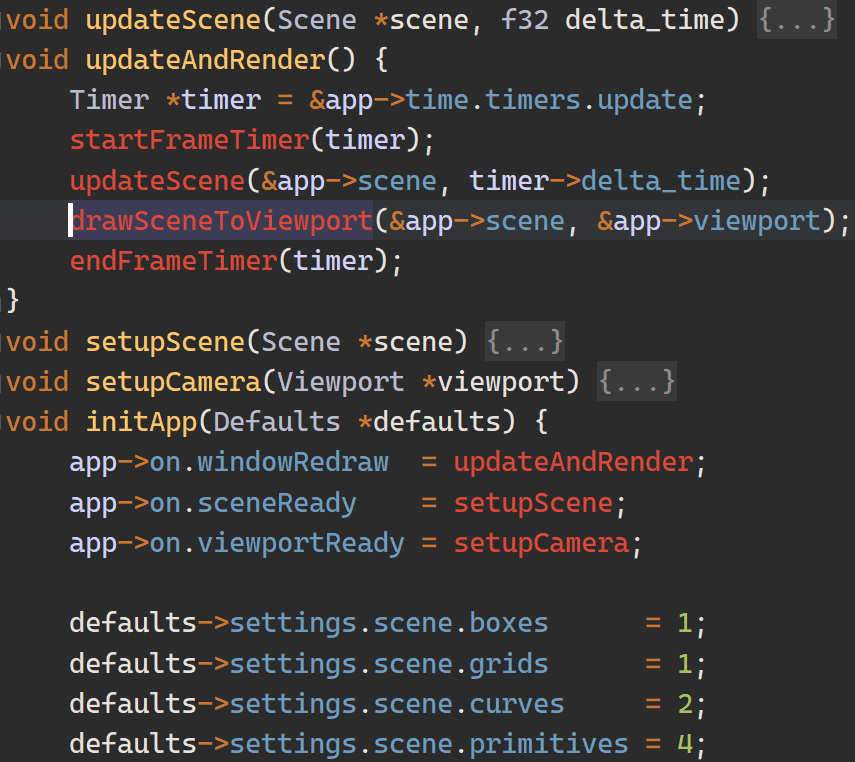 void updateScene(Scene *scene, f32 delta_time) {...}
void updateAndRender() {
    Timer *timer = &app->time.timers.update;
    startFrameTimer(timer);
    updateScene(&app->scene, timer->delta_time);
    drawSceneToViewport(&app->scene, &app->viewport);
    endFrameTimer(timer);
}
void setupScene(Scene *scene) {...}
void setupCamera(Viewport *viewport) {...}
void initApp(Defaults *defaults) {
    app->on.windowRedraw  = updateAndRender;
    app->on.sceneReady    = setupScene;
    app->on.viewportReady = setupCamera;

    defaults->settings.scene.boxes      = 1;
    defaults->settings.scene.grids      = 1;
    defaults->settings.scene.curves     = 2;
    defaults->settings.scene.primitives = 4;